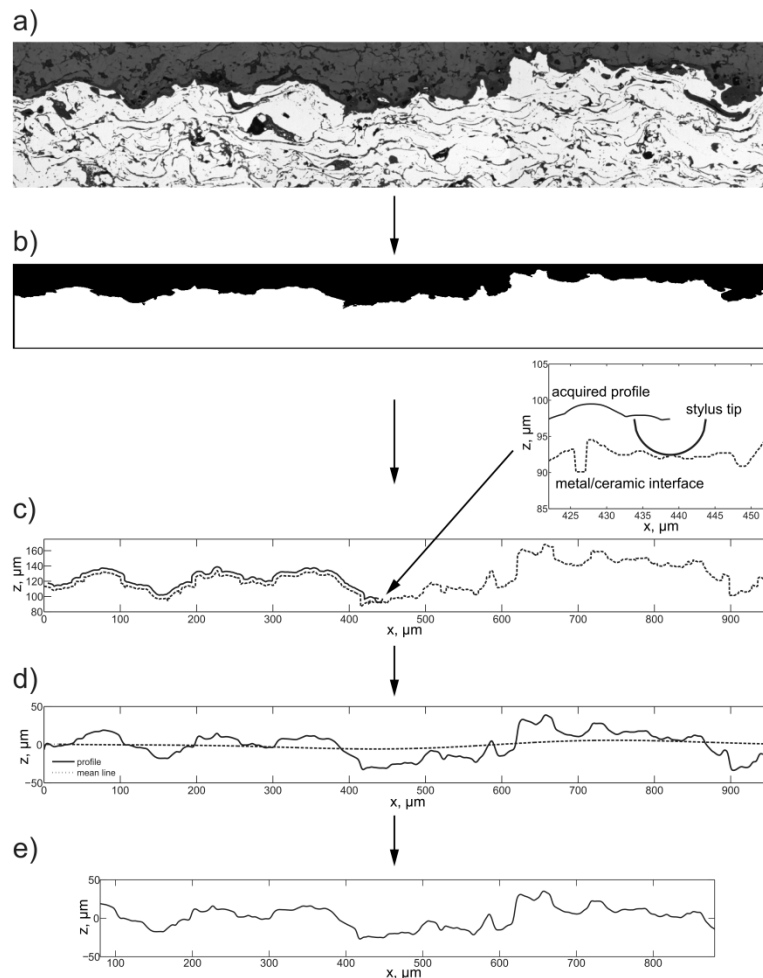 a)
b)
105
100
95
90
85
z, µm
acquired profile
stylus tip
metal/ceramic interface
425 430 435 440 445 450
x, µm
c)
160
140
120
100
80
z, µm
0 100 200 300 400 500 600 700 800 900
x, µm
d)
50
0
−50
z, µm
profile
mean line
0 100 200 300 400 500 600 700 800 900
x, µm
e)
50
0
−50
z, µm
100 200 300 400 500 600 700 800
x, µm